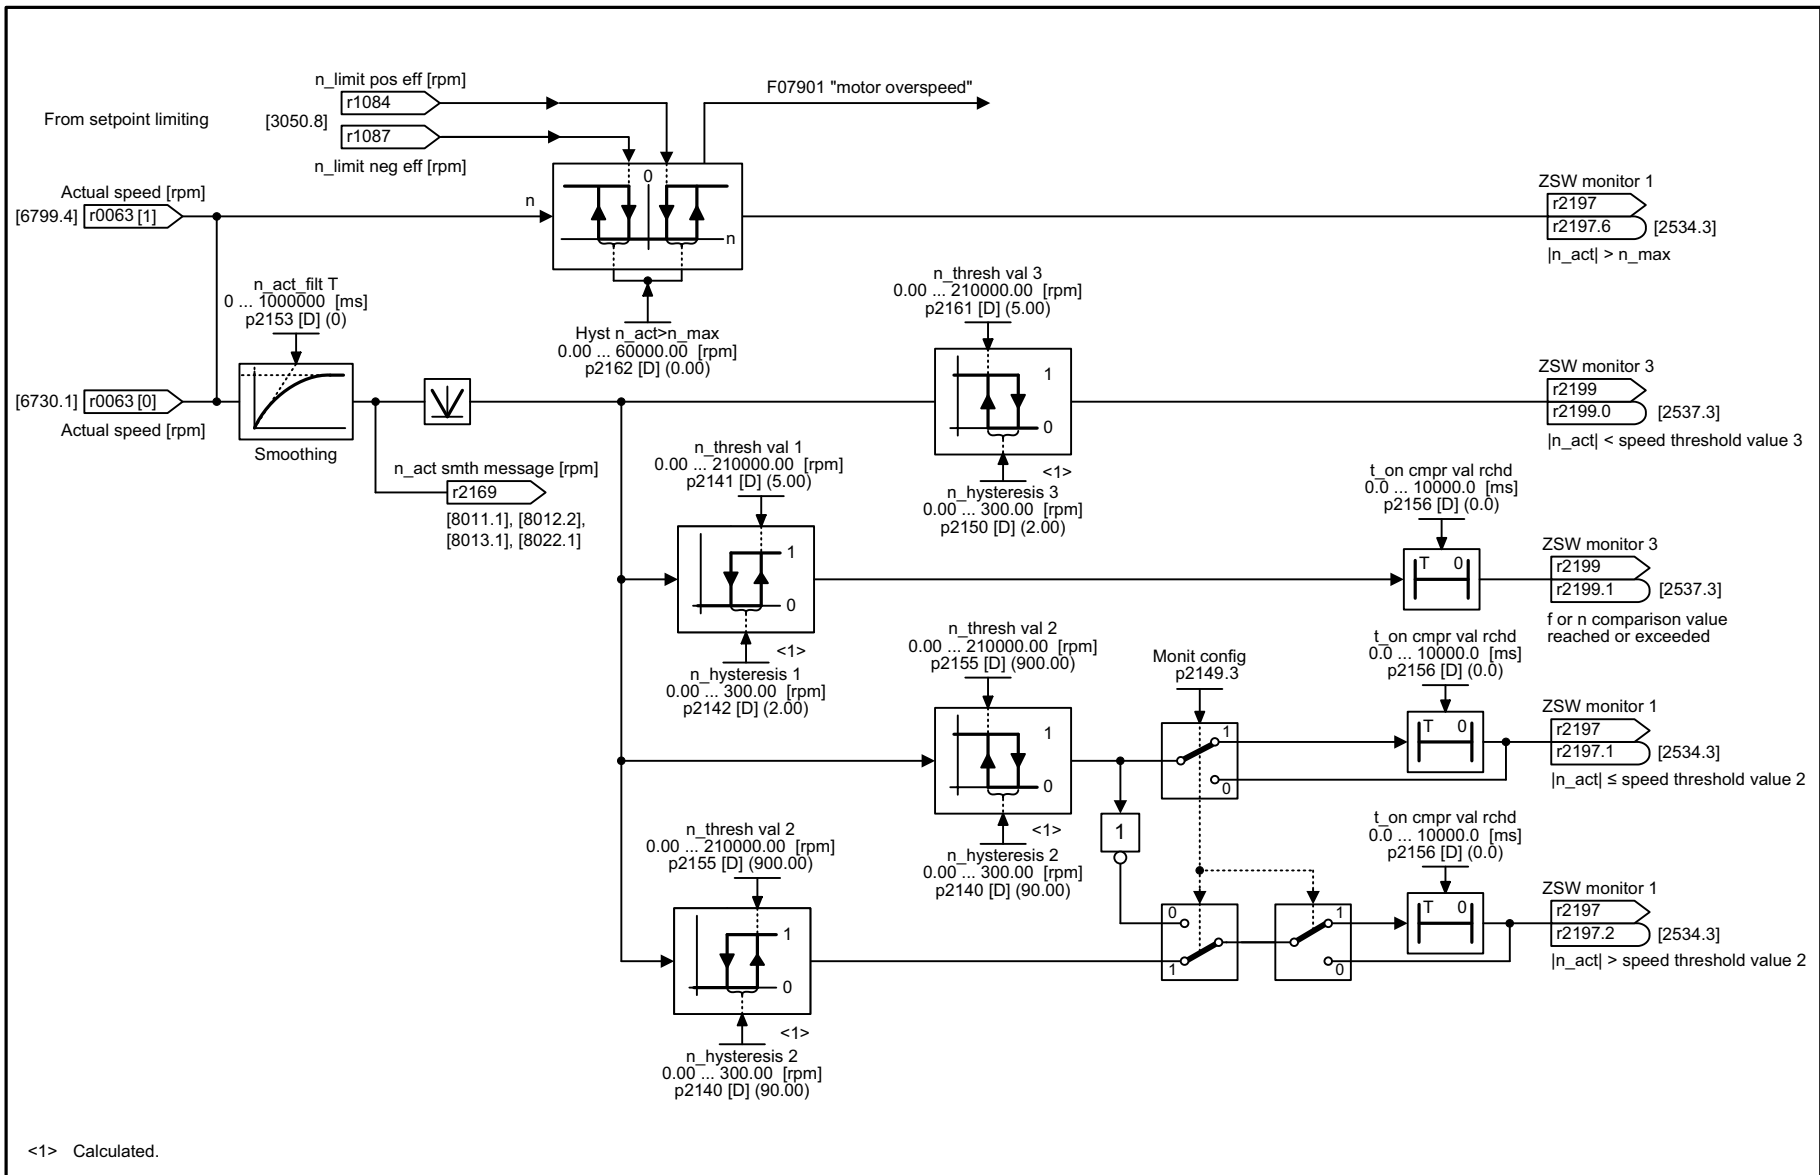 n_limit pos eff [rpm]
r1084
F07901 "motor overspeed"
From setpoint limiting
[3050.8]
r1087
n_limit neg eff [rpm]
0
n
n
Actual speed [rpm]
[6799.4] r0063 [1]
ZSW monitor 1
r2197
r2197.6 [2534.3]
|n_act| > n_max
n_act_filt T
0 ... 1000000 [ms]
p2153 [D] (0)
Hyst n_act>n_max
0.00 ... 60000.00 [rpm]
p2162 [D] (0.00)
n_thresh val 3
0.00 ... 210000.00 [rpm]
p2161 [D] (5.00)
1
0
<1>
n_hysteresis 3
0.00 ... 300.00 [rpm]
p2150 [D] (2.00)
[6730.1] r0063 [0]
Actual speed [rpm]
Smoothing
ZSW monitor 3
r2199
r2199.0 [2537.3]
|n_act| < speed threshold value 3
n_act smth message [rpm]
r2169
[8011.1], [8012.2],
[8013.1], [8022.1]
n_thresh val 1
0.00 ... 210000.00 [rpm]
p2141 [D] (5.00)
1
0
<1>
n_hysteresis 1
0.00 ... 300.00 [rpm]
p2142 [D] (2.00)
t_on cmpr val rchd
0.0 ... 10000.0 [ms]
p2156 [D] (0.0)
T 0
ZSW monitor 3
r2199
r2199.1 [2537.3]
f or n comparison value
reached or exceeded
n_thresh val 2
0.00 ... 210000.00 [rpm]
p2155 [D] (900.00)
1
0
<1>
n_hysteresis 2
0.00 ... 300.00 [rpm]
p2140 [D] (90.00)
Monit config
p2149.3
1
0
t_on cmpr val rchd
0.0 ... 10000.0 [ms]
p2156 [D] (0.0)
T 0
ZSW monitor 1
r2197
r2197.1 [2534.3]
|n_act| ≤ speed threshold value 2
1
n_thresh val 2
0.00 ... 210000.00 [rpm]
p2155 [D] (900.00)
1
0
<1>
n_hysteresis 2
0.00 ... 300.00 [rpm]
p2140 [D] (90.00)
0
1
1
0
t_on cmpr val rchd
0.0 ... 10000.0 [ms]
p2156 [D] (0.0)
T 0
ZSW monitor 1
r2197
r2197.2 [2534.3]
|n_act| > speed threshold value 2
<1> Calculated.